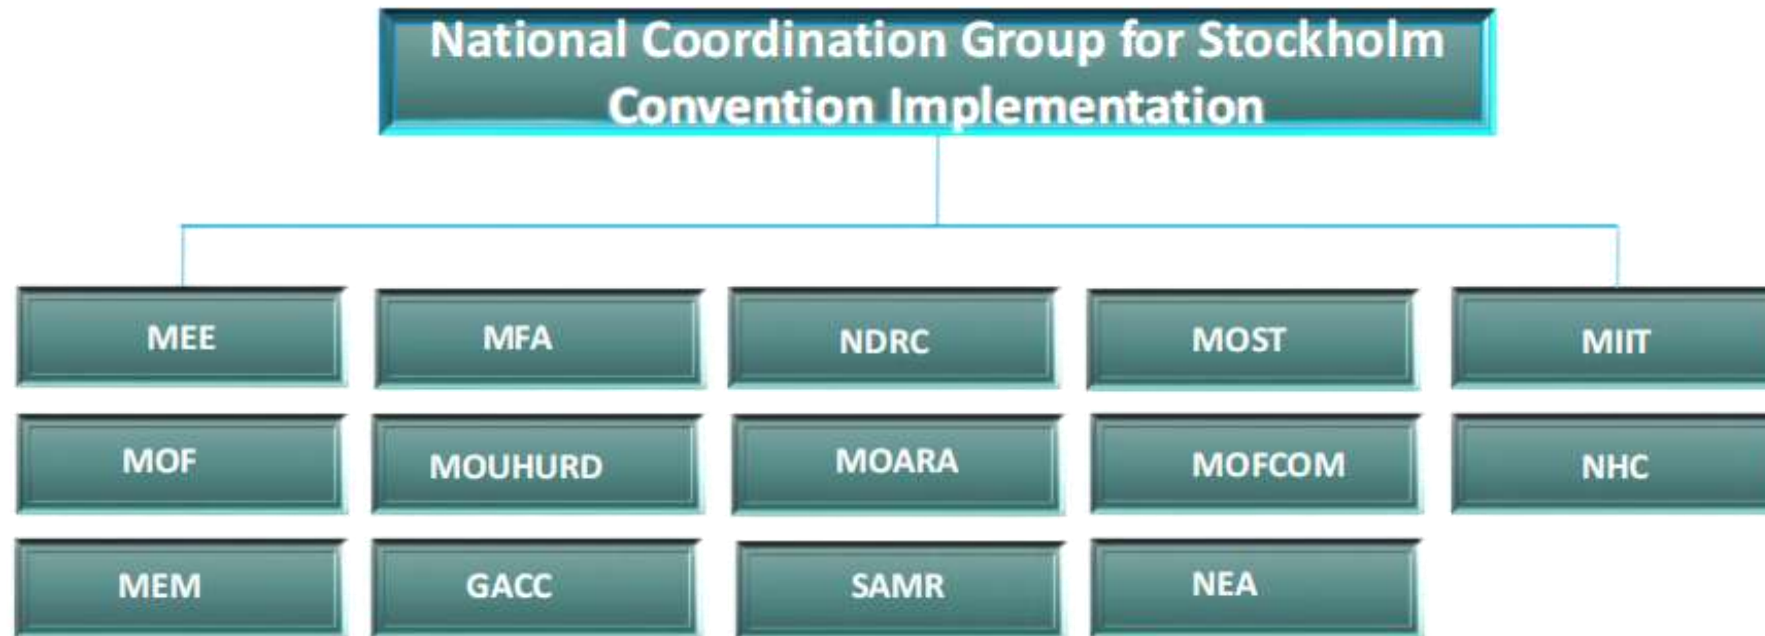 National Coordination Group for Stockholm
Convention Implementation
MEE
MFA
NDRC
MOST
MIIT
MOF
MOUHURD
MOARA
MOFCOM
NHC
MEM
GACC
SAMR
NEA